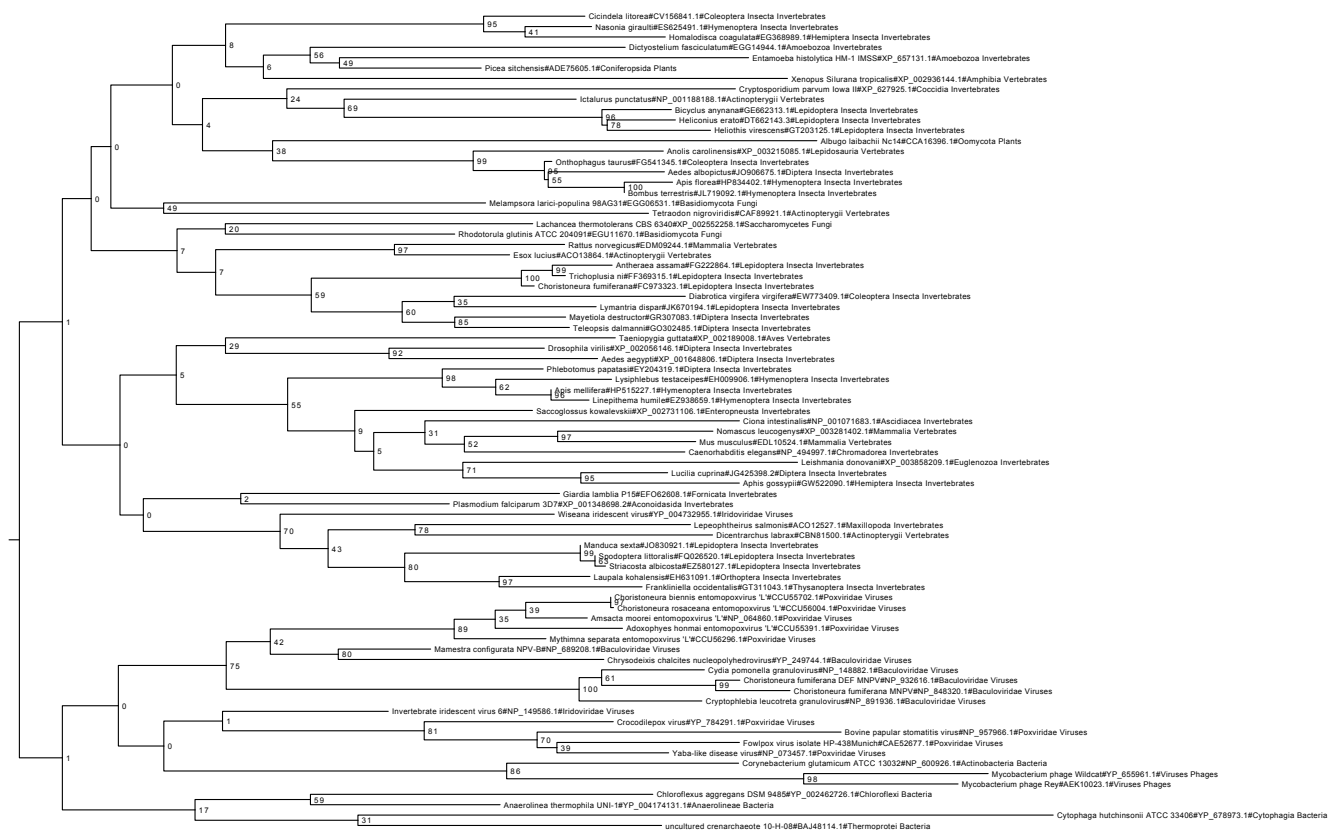 Cicindela litorea#CV156841.1#Coleoptera Insecta Invertebrates
95
Nasonia giraulti#ES625491.1#Hymenoptera Insecta Invertebrates
41
Homalodisca coagulata#EG368989.1#Hemiptera Insecta Invertebrates
8
Dictyostelium fasciculatum#EGG14944.1#Amoebozoa Invertebrates
56
Entamoeba histolytica HM-1 IMSS#XP_657131.1#Amoebozoa Invertebrates
49
6
Picea sitchensis#ADE75605.1#Coniferopsida Plants
0
Xenopus Silurana tropicalis#XP_002936144.1#Amphibia Vertebrates
Cryptosporidium parvum Iowa II#XP_627925.1#Coccidia Invertebrates
24
Ictalurus punctatus#NP_001188188.1#Actinopterygii Vertebrates
69
Bicyclus anynana#GE662313.1#Lepidoptera Insecta Invertebrates
96
Heliconius erato#DT662143.3#Lepidoptera Insecta Invertebrates
78
4
Heliothis virescens#GT203125.1#Lepidoptera Insecta Invertebrates
Albugo laibachii Nc14#CCA16396.1#Oomycota Plants
0
38
Anolis carolinensis#XP_003215085.1#Lepidosauria Vertebrates
99
Onthophagus taurus#FG541345.1#Coleoptera Insecta Invertebrates
95
Aedes albopictus#JO906675.1#Diptera Insecta Invertebrates
55
Apis florea#HP834402.1#Hymenoptera Insecta Invertebrates
100
Bombus terrestris#JL719092.1#Hymenoptera Insecta Invertebrates
0
Melampsora larici-populina 98AG31#EGG06531.1#Basidiomycota Fungi
49
Tetraodon nigroviridis#CAF89921.1#Actinopterygii Vertebrates
Lachancea thermotolerans CBS 6340#XP_002552258.1#Saccharomycetes Fungi
20
Rhodotorula glutinis ATCC 204091#EGU11670.1#Basidiomycota Fungi
7
Rattus norvegicus#EDM09244.1#Mammalia Vertebrates
97
Esox lucius#ACO13864.1#Actinopterygii Vertebrates
7
Antheraea assama#FG222864.1#Lepidoptera Insecta Invertebrates
99
Trichoplusia ni#FF369315.1#Lepidoptera Insecta Invertebrates
100
Choristoneura fumiferana#FC973323.1#Lepidoptera Insecta Invertebrates
59
Diabrotica virgifera virgifera#EW773409.1#Coleoptera Insecta Invertebrates
35
Lymantria dispar#JK670194.1#Lepidoptera Insecta Invertebrates
60
Mayetiola destructor#GR307083.1#Diptera Insecta Invertebrates
85
Teleopsis dalmanni#GO302485.1#Diptera Insecta Invertebrates
1
Taeniopygia guttata#XP_002189008.1#Aves Vertebrates
29
Drosophila virilis#XP_002056146.1#Diptera Insecta Invertebrates
92
Aedes aegypti#XP_001648806.1#Diptera Insecta Invertebrates
5
Phlebotomus papatasi#EY204319.1#Diptera Insecta Invertebrates
98
Lysiphlebus testaceipes#EH009906.1#Hymenoptera Insecta Invertebrates
62
Apis mellifera#HP515227.1#Hymenoptera Insecta Invertebrates
96
Linepithema humile#EZ938659.1#Hymenoptera Insecta Invertebrates
55
Saccoglossus kowalevskii#XP_002731106.1#Enteropneusta Invertebrates
Ciona intestinalis#NP_001071683.1#Ascidiacea Invertebrates
9
31
Nomascus leucogenys#XP_003281402.1#Mammalia Vertebrates
97
52
Mus musculus#EDL10524.1#Mammalia Vertebrates
0
5
Caenorhabditis elegans#NP_494997.1#Chromadorea Invertebrates
Leishmania donovani#XP_003858209.1#Euglenozoa Invertebrates
71
Lucilia cuprina#JG425398.2#Diptera Insecta Invertebrates
95
Aphis gossypii#GW522090.1#Hemiptera Insecta Invertebrates
Giardia lamblia P15#EFO62608.1#Fornicata Invertebrates
2
Plasmodium falciparum 3D7#XP_001348698.2#Aconoidasida Invertebrates
0
Wiseana iridescent virus#YP_004732955.1#Iridoviridae Viruses
70
Lepeophtheirus salmonis#ACO12527.1#Maxillopoda Invertebrates
78
Dicentrarchus labrax#CBN81500.1#Actinopterygii Vertebrates
43
Manduca sexta#JO830921.1#Lepidoptera Insecta Invertebrates
99
Spodoptera littoralis#FQ026520.1#Lepidoptera Insecta Invertebrates
63
Striacosta albicosta#EZ580127.1#Lepidoptera Insecta Invertebrates
80
Laupala kohalensis#EH631091.1#Orthoptera Insecta Invertebrates
97
Frankliniella occidentalis#GT311043.1#Thysanoptera Insecta Invertebrates
Choristoneura biennis entomopoxvirus 'L'#CCU55702.1#Poxviridae Viruses
39
Choristoneura rosaceana entomopoxvirus 'L'#CCU56004.1#Poxviridae Viruses
35
Amsacta moorei entomopoxvirus 'L'#NP_064860.1#Poxviridae Viruses
89
Adoxophyes honmai entomopoxvirus 'L'#CCU55391.1#Poxviridae Viruses
42
Mythimna separata entomopoxvirus 'L'#CCU56296.1#Poxviridae Viruses
Mamestra configurata NPV-B#NP_689208.1#Baculoviridae Viruses
80
Chrysodeixis chalcites nucleopolyhedrovirus#YP_249744.1#Baculoviridae Viruses
75
Cydia pomonella granulovirus#NP_148882.1#Baculoviridae Viruses
61
Choristoneura fumiferana DEF MNPV#NP_932616.1#Baculoviridae Viruses
99
100
Choristoneura fumiferana MNPV#NP_848320.1#Baculoviridae Viruses
Cryptophlebia leucotreta granulovirus#NP_891936.1#Baculoviridae Viruses
0
Invertebrate iridescent virus 6#NP_149586.1#Iridoviridae Viruses
1
Crocodilepox virus#YP_784291.1#Poxviridae Viruses
81
Bovine papular stomatitis virus#NP_957966.1#Poxviridae Viruses
70
Fowlpox virus isolate HP-438Munich#CAE52677.1#Poxviridae Viruses
0
39
Yaba-like disease virus#NP_073457.1#Poxviridae Viruses
1
Corynebacterium glutamicum ATCC 13032#NP_600926.1#Actinobacteria Bacteria
86
Mycobacterium phage Wildcat#YP_655961.1#Viruses Phages
98
Mycobacterium phage Rey#AEK10023.1#Viruses Phages
Chloroflexus aggregans DSM 9485#YP_002462726.1#Chloroflexi Bacteria
59
Anaerolinea thermophila UNI-1#YP_004174131.1#Anaerolineae Bacteria
17
Cytophaga hutchinsonii ATCC 33406#YP_678973.1#Cytophagia Bacteria
31
uncultured crenarchaeote 10-H-08#BAJ48114.1#Thermoprotei Bacteria